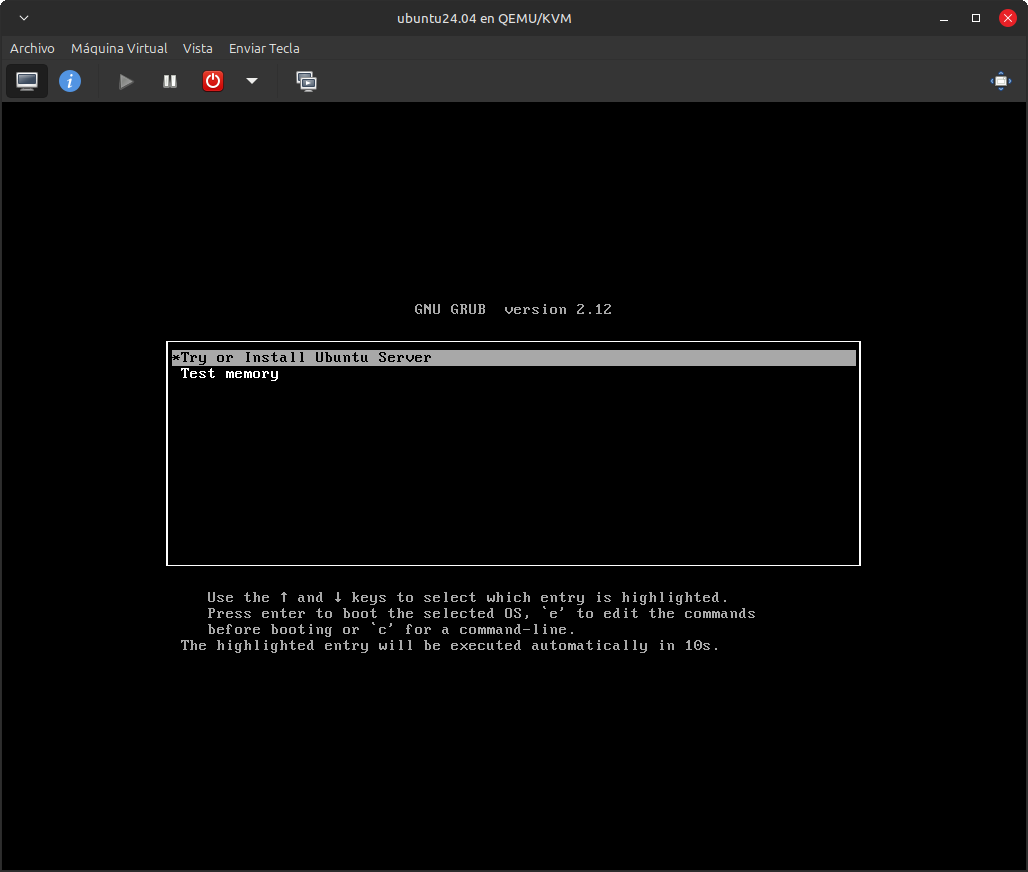 ubuntu24.04 en QEMU/KVM
Archivo Máquina Virtual Vista Enviar Tecla
GNU GRUB version 2.12
*Try or Install Ubuntu Server
Test memory
Use the ↑ and ↓ keys to select which entry is highlighted.
Press enter to boot the selected OS, `e' to edit the commands
before booting or `c' for a command-line.
The highlighted entry will be executed automatically in 10s.